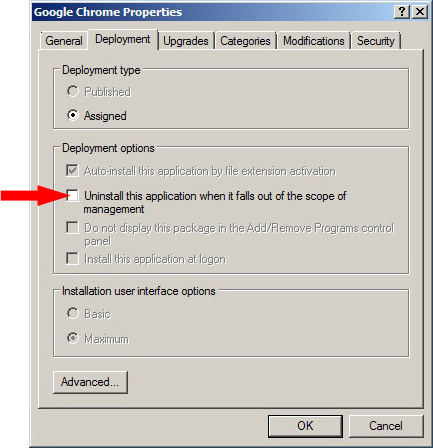 Google Chrome Properties
General Deployment Upgrades Categories Modifications Security
Deployment type
Published
Assigned
Deployment options
Auto-install this application by file extension activation
Uninstall this application when it falls out of the scope of
management
Do not display this package in the Add/Remove Programs control
panel
Install this application at logon
Installation user interface options
Basic
Maximum
Advanced...
OK Cancel